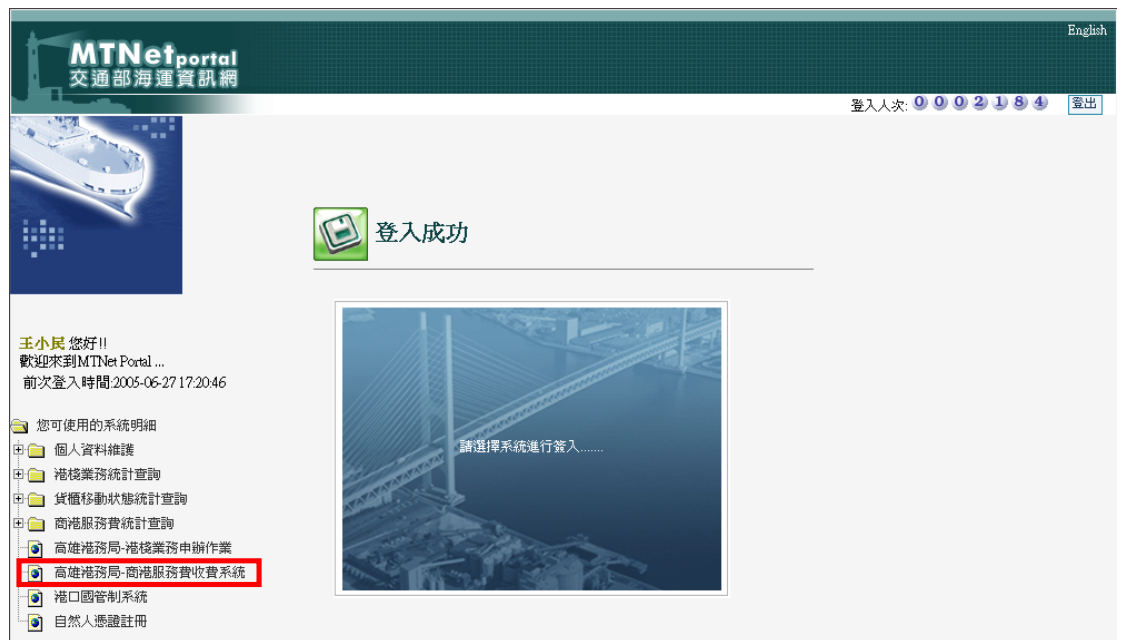 English
MTNetportal
交通部海運資訊網
登入人次: 0 0 0 2 1 8 4 登出
登入成功
王小民 您好!!
歡迎來到MTNet Portal ...
前次登入時間:2005-06-27 17:20:46
請選擇系統進行簽入.......
您可使用的系統明細
個人資料維護
港棧業務統計查詢
貨櫃移動狀態統計查詢
商港服務費統計查詢
高雄港務局-港棧業務申辦作業
高雄港務局-商港服務費收費系統
港口國管制系統
自然人憑證註冊